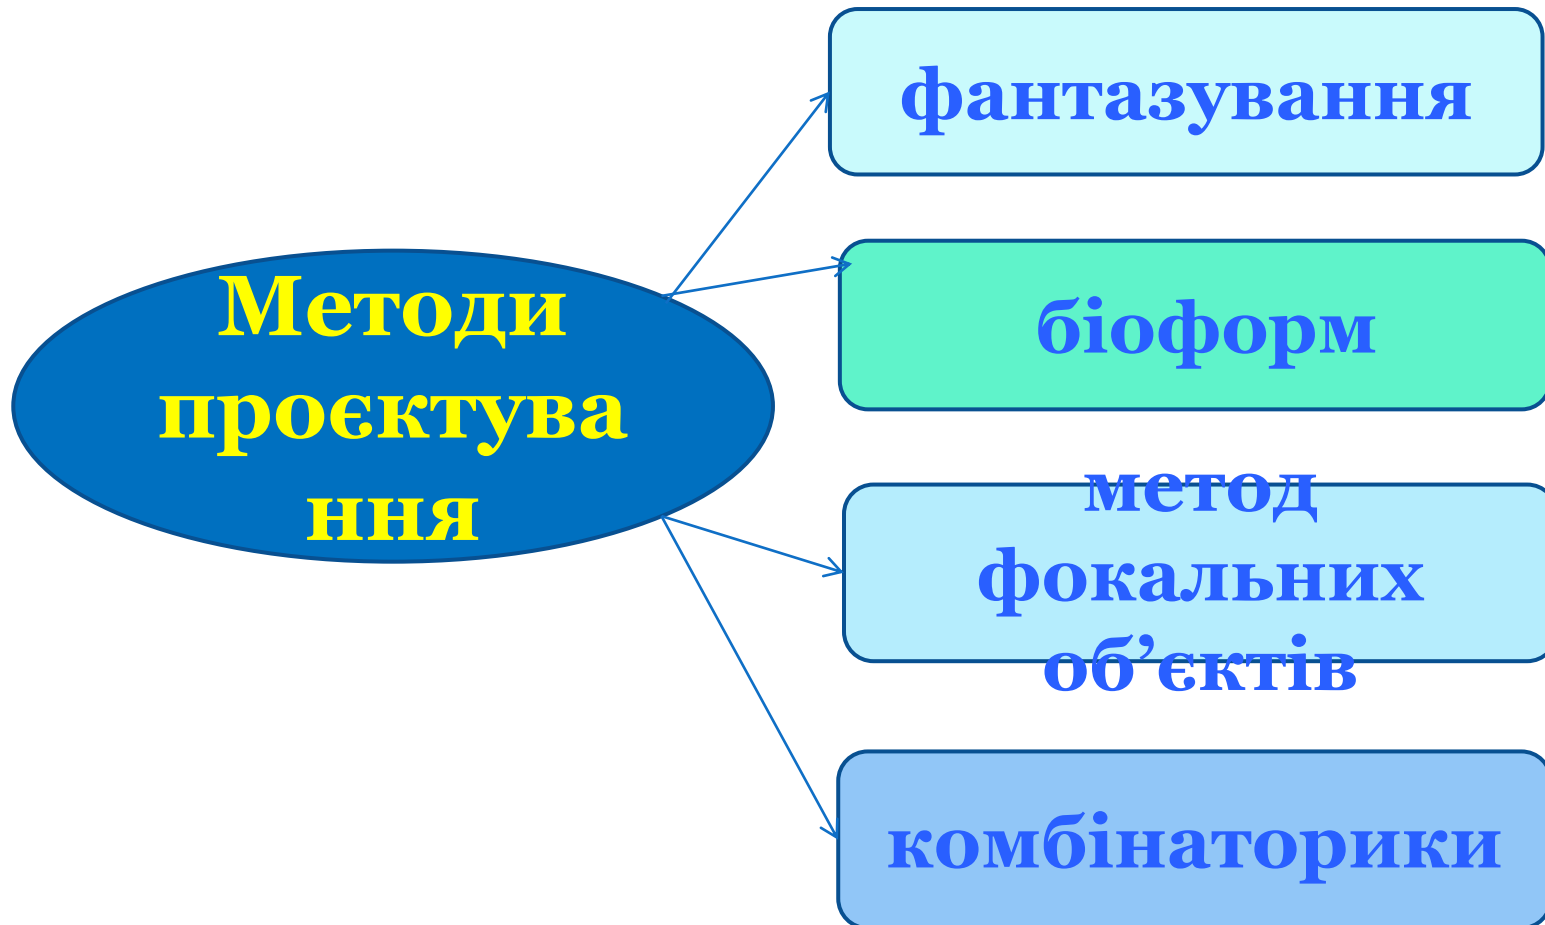 Методи
проєктува
ння
фантазування
біоформ
метод
фокальних
об’єктів
комбінаторики